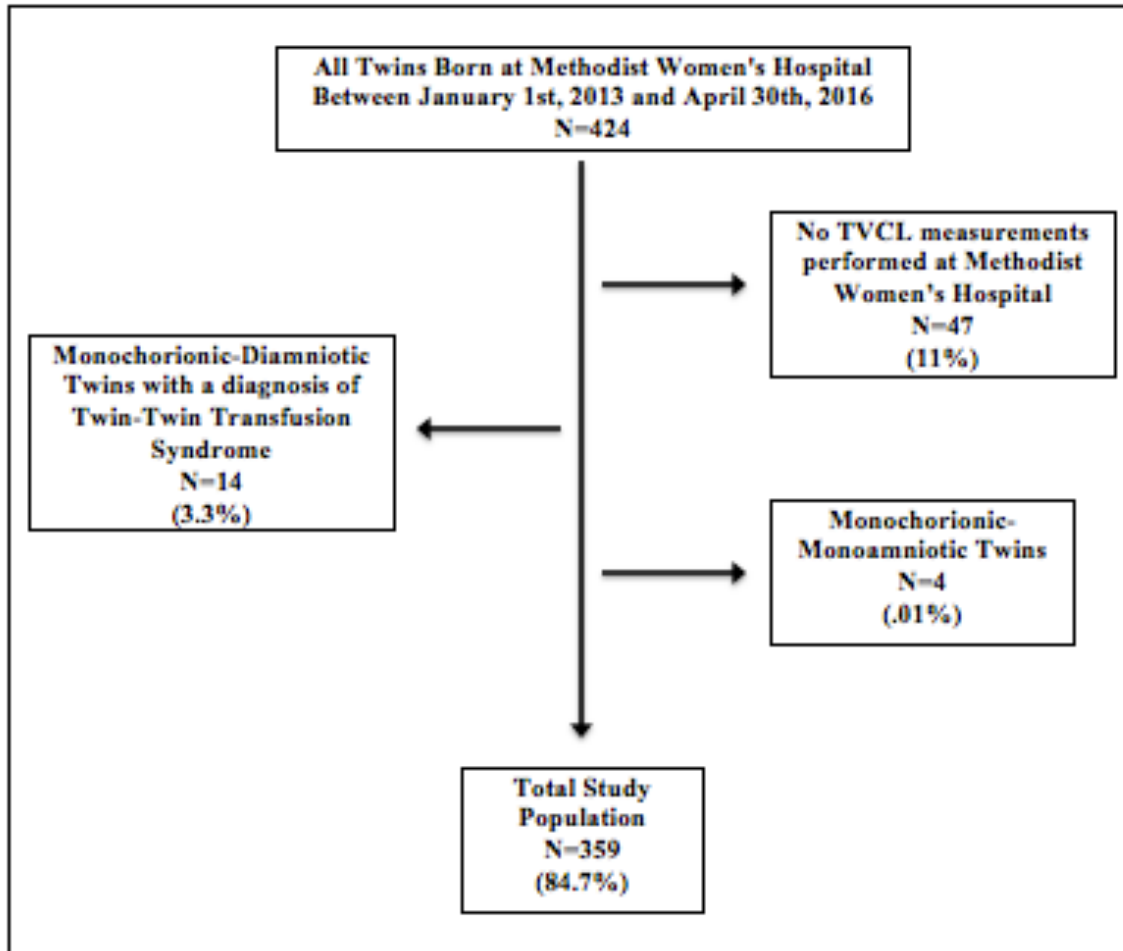 All Twins Born at Methodist Women's Hospital
Between January 1st, 2013 and April 30th, 2016
N=424
No TVCL measurements
performed at Methodist
Women's Hospital
N=47
(11%)
Monochorionic-Diamniotic
Twins with a diagnosis of
Twin-Twin Transfusion
Syndrome
N=14
(3.3%)
Monochorionic-
Monoamniotic Twins
N=4
(.01%)
Total Study
Population
N=359
(84.7%)